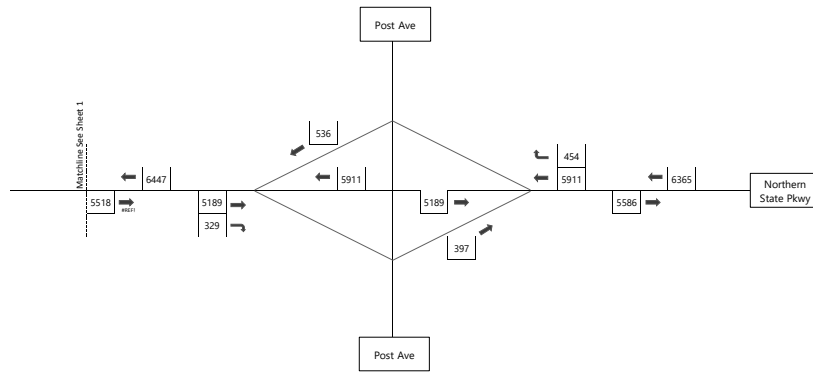 Post Ave
Matchline See Sheet 1
536
454
6447
5911
5911
6365
Northern
State Pkwy
5518
#REF!
5189
5189
5586
329
397
Post Ave